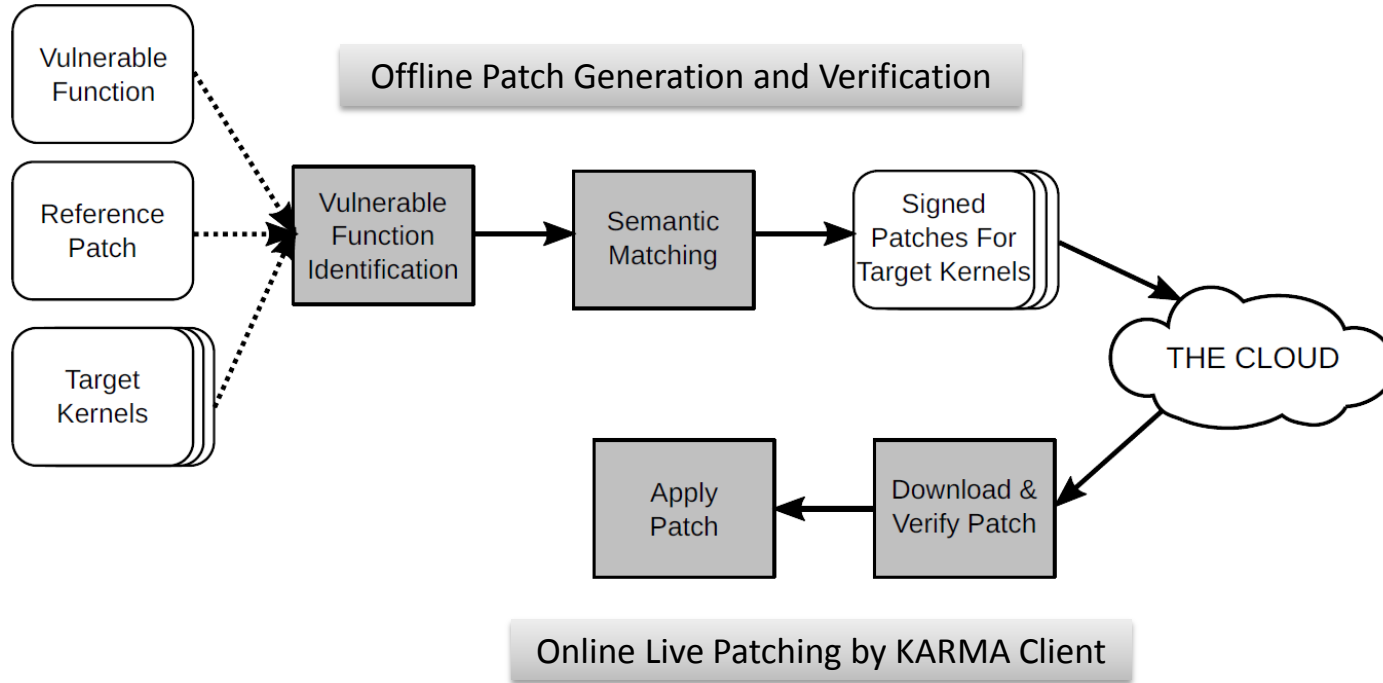 Offline Patch Generation and Verification
Vulnerable
Function
Reference
Patch
Target
Kernels
Vulnerable
Function
Identification
Semantic
Matching
Signed
Patches For
Target Kernels
THE CLOUD
Download &
Verify Patch
Apply
Patch
Online Live Patching by KARMA Client